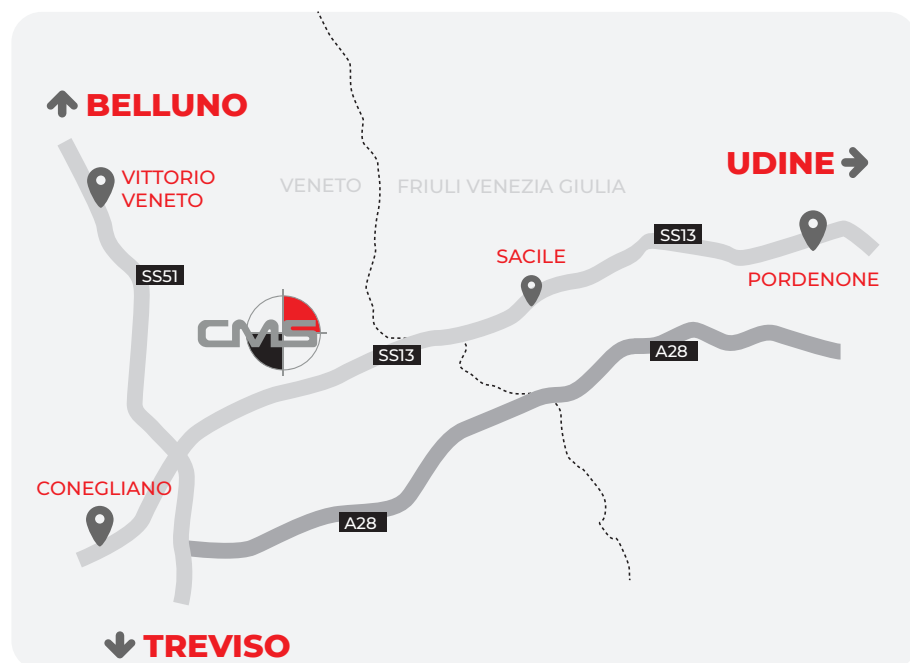 BELLUNO
UDINE
VITTORIO
VENETO
VENETO
FRIULI VENEZIA GIULIA
SS13
SACILE
SS51
PORDENONE
CMS
SS13
A28
CONEGLIANO
A28
TREVISO